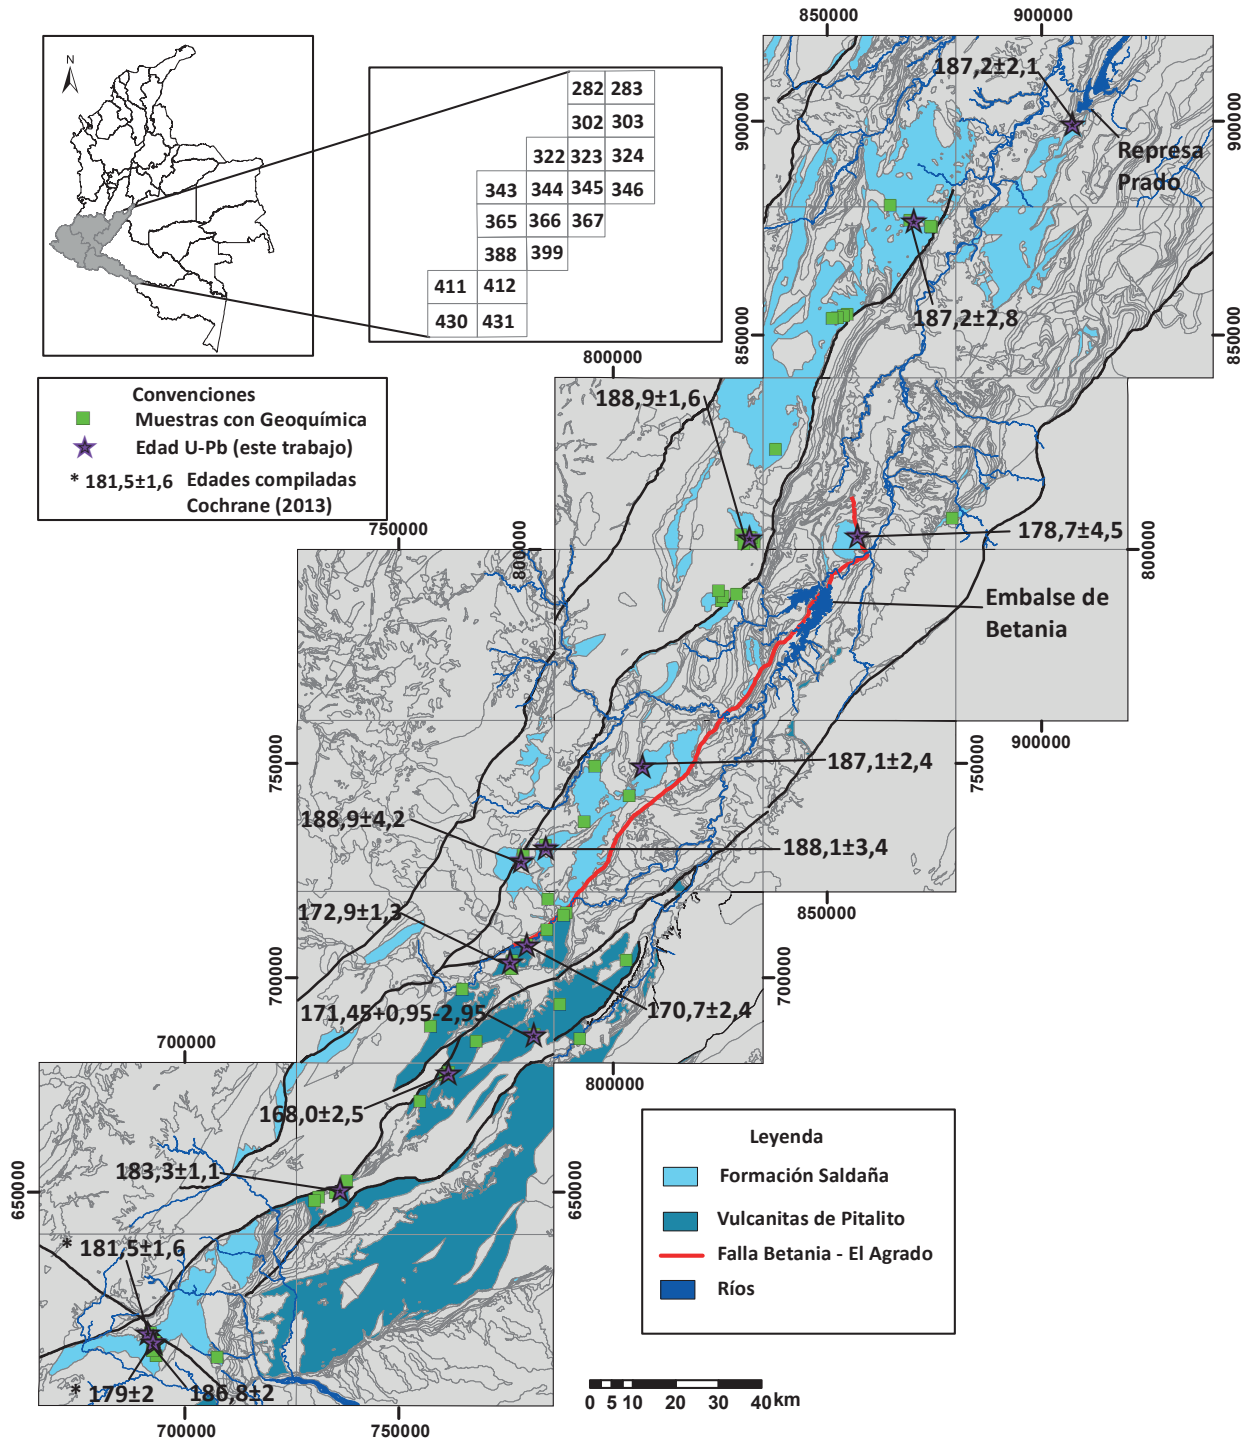 850000
900000
N
282 283
302 303
322 323 324
343 344 345 346
365 366 367
388 399
411 412
430 431
187,2±2,1
900000
900000
Represa
Prado
187,2±2,8
850000
850000
800000
Convenciones
Muestras con Geoquímica
Edad U-Pb (este trabajo)
* 181,5±1,6 Edades compiladas
Cochrane (2013)
188,9±1,6
750000
800000
178,7±4,5
800000
Embalse de
Betania
900000
750000
187,1±2,4
750000
188,9±4,2
188,1±3,4
850000
172,9±1,3
700000
700000
171,45+0,95-2,95
170,7±2,4
700000
800000
168,0±2,5
183,3±1,1
650000
650000
* 181,5±1,6
* 179±2
186,8±2
700000
750000
Leyenda
Formación Saldaña
Vulcanitas de Pitalito
Falla Betania - El Agrado
Ríos
0 5 10 20 30 40 km